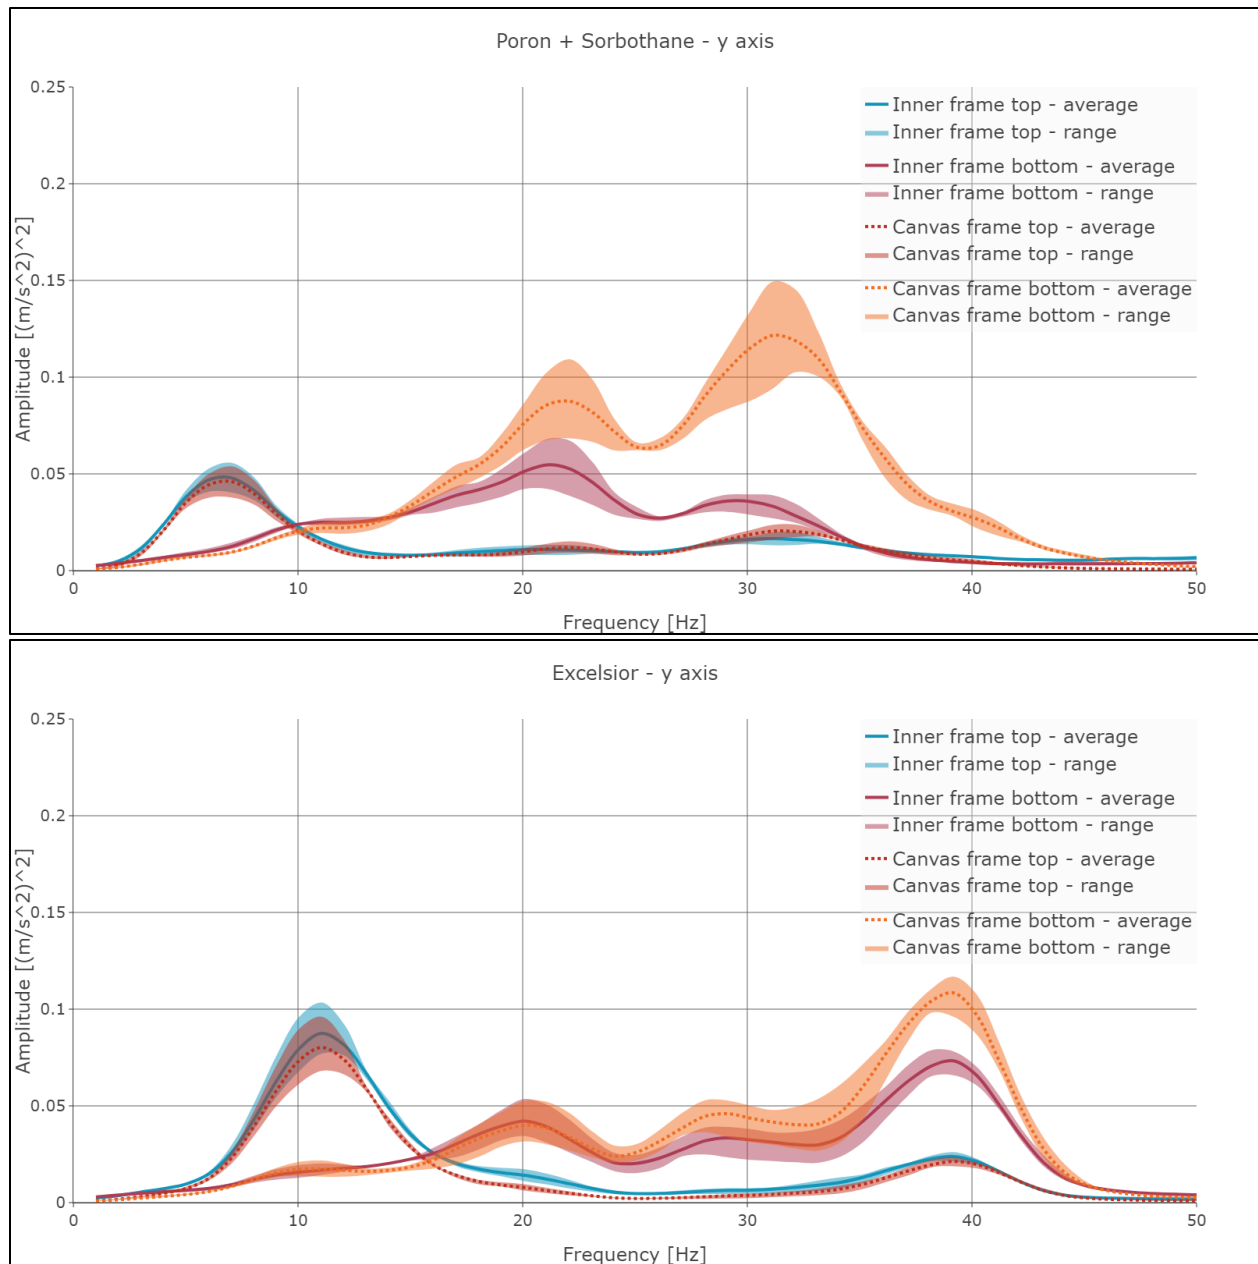 Poron + Sorbothane - y axis
0.25
0.2
0.15
0.1
0.05
0
Amplitude [(m/s^2)^2]
Inner frame top - average
Inner frame top - range
Inner frame bottom - average
Inner frame bottom - range
Canvas frame top - average
Canvas frame top - range
Canvas frame bottom - average
Canvas frame bottom - range
0 10 20 30 40 50
Frequency [Hz]
Excelsior - y axis
0.25
0.2
0.15
0.1
0.05
0
Amplitude [(m/s^2)^2]
Inner frame top - average
Inner frame top - range
Inner frame bottom - average
Inner frame bottom - range
Canvas frame top - average
Canvas frame top - range
Canvas frame bottom - average
Canvas frame bottom - range
0 10 20 30 40 50
Frequency [Hz]